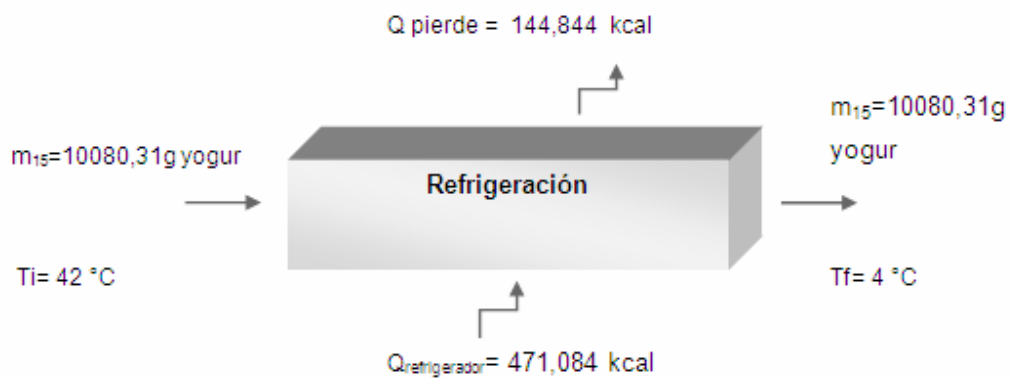 Q pierde = 144,844 kcal
m₁₅=10080,31g yogur
Ti= 42 °C
Refrigeración
m₁₅=10080,31g
yogur
Tf= 4 °C
Qrefrigerador= 471,084 kcal